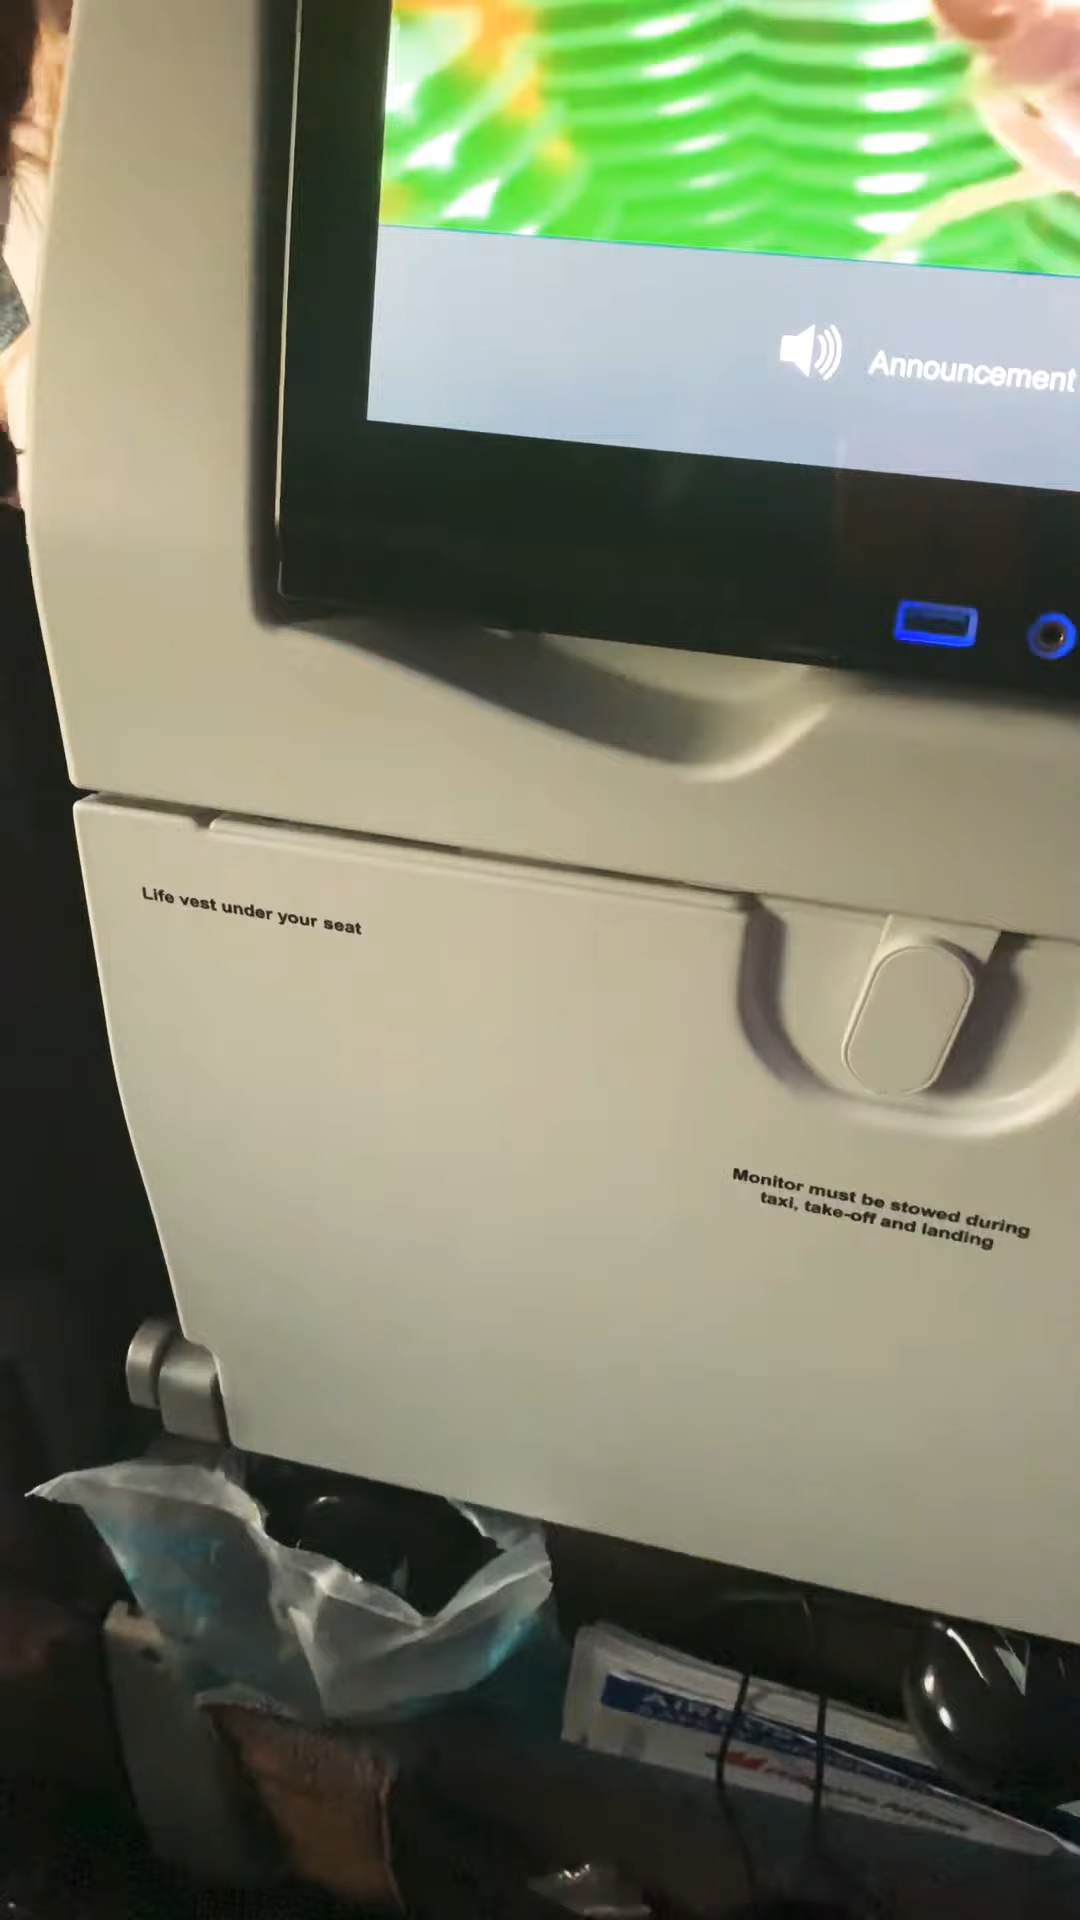 Announcement
Life vest under your seat
Monitor must be stowed during
taxi, take-off and landing